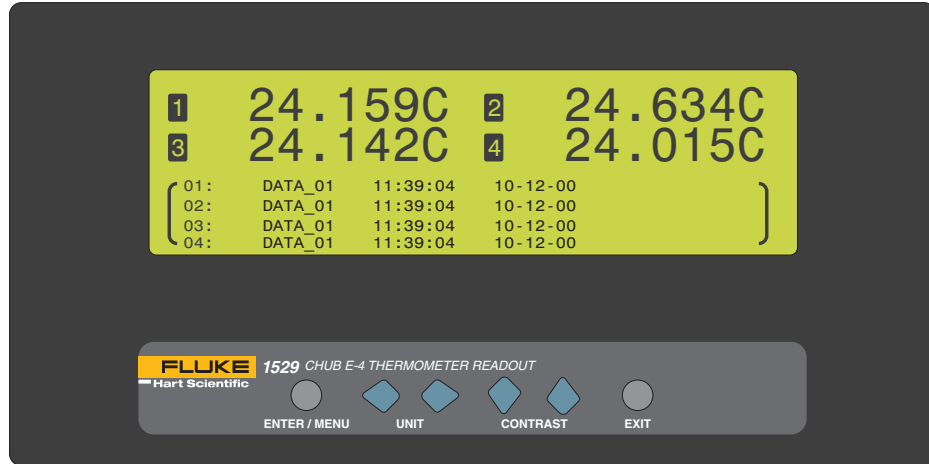 1 24.159C 2 24.634C
3 24.142C 4 24.015C
01: DATA_01 11:39:04 10-12-00
02: DATA_01 11:39:04 10-12-00
03: DATA_01 11:39:04 10-12-00
04: DATA_01 11:39:04 10-12-00
FLUKE 1529 CHUB E-4 THERMOMETER READOUT
Hart Scientific
ENTER / MENU UNIT CONTRAST EXIT